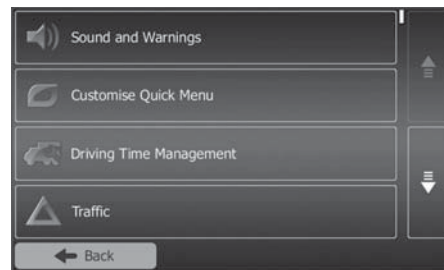 Sound and Warnings
Customise Quick Menu
Driving Time Management
Traffic
Back